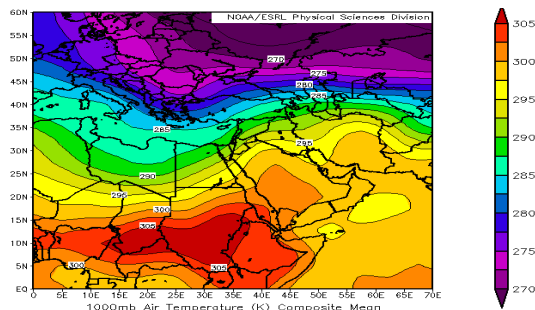 NOAA/ESRL Physical Sciences Division
60N
55N
50N
45N
40N
35N
30N
25N
20N
15N
10N
5N
EQ
0 5E 10E 15E 20E 25E 30E 35E 40E 45E 50E 55E 60E 65E 70E
270
275
280
285
285
295
290
295
300
305
300
305
1000mb Air Temperature (K) Composite Mean
305
300
295
290
285
280
275
270